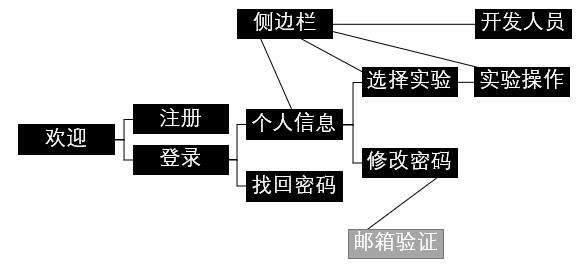 侧边栏
开发人员
选择实验
实验操作
注册
个人信息
欢迎
登录
修改密码
找回密码
邮箱验证